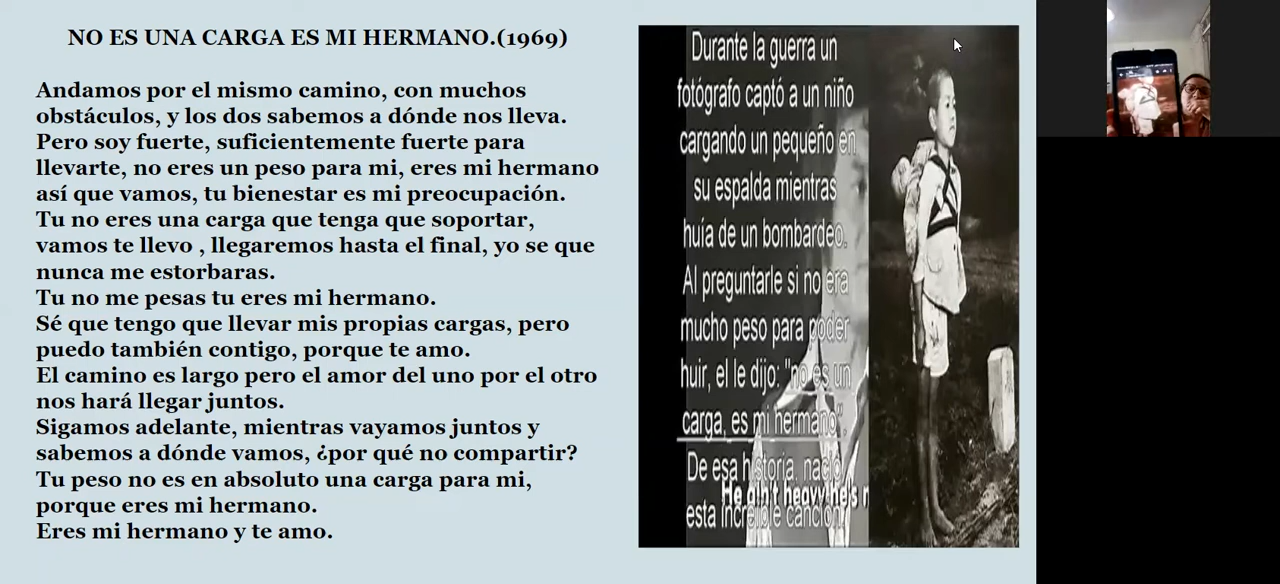 NO ES UNA CARGA ES MI HERMANO.(1969)
Andamos por el mismo camino, con muchos
obstáculos, y los dos sabemos a dónde nos lleva.
Pero soy fuerte, suficientemente fuerte para
llevarte, no eres un peso para mi, eres mi hermano
así que vamos, tu bienestar es mi preocupación.
Tu no eres una carga que tenga que soportar,
vamos te llevo , llegaremos hasta el final, yo se que
nunca me estorbaras.
Tu no me pesas tu eres mi hermano.
Sé que tengo que llevar mis propias cargas, pero
puedo también contigo, porque te amo.
El camino es largo pero el amor del uno por el otro
nos hará llegar juntos.
Sigamos adelante, mientras vayamos juntos y
sabemos a dónde vamos, ¿por qué no compartir?
Tu peso no es en absoluto una carga para mi,
porque eres mi hermano.
Eres mi hermano y te amo.
Durante la guerra un
fotógrafo captó a un niño
cargando un pequeño en
su espalda mientras
huía de un bombardeo.
Al preguntarle si no era
mucho peso para poder
huir, el le dijo: "no es un
carga, es mi hermano".
De esa historia, nació
He ain't heavy he's
esta increible canción